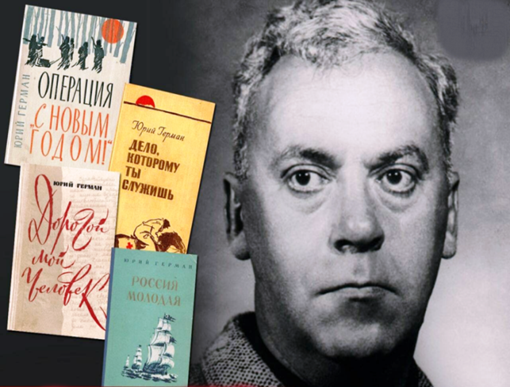 ЮРИЙ ГЕРМАН
ОПЕРАЦИЯ
„С НОВЫМ
ГОДОМ!“
Юрий Герман
ДЕЛО,
КОТОРОМУ
ТЫ
СЛУЖИШЬ
ЮРИЙ ГЕРМАН
Дорогой
мой
человек
ЮРИЙ ГЕРМАН
РОССИЯ
МОЛОДАЯ